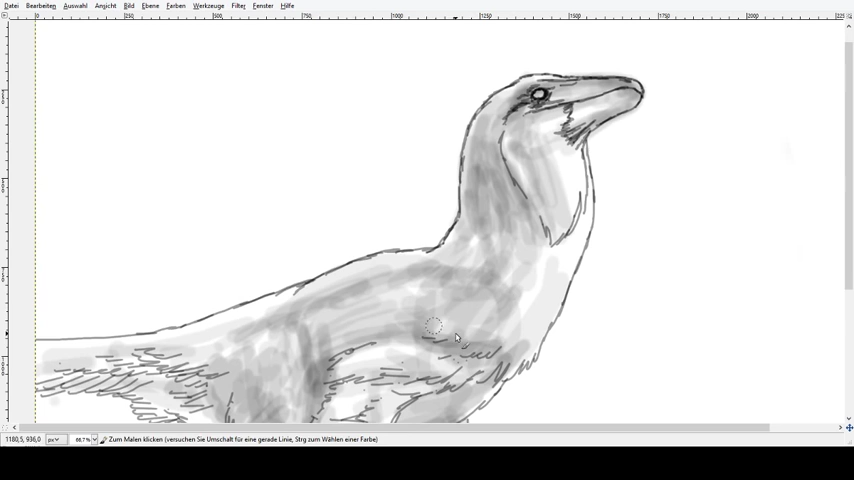 Datei Bearbeiten Auswahl Ansicht Bild Ebene Farben Werkzeuge Filter Fenster Hilfe
0 250 500 750 1000 1250 1500 1750 2000 225
1180,5, 936,0 px 66,7% Zum Malen klicken (versuchen Sie Umschalt für eine gerade Linie, Strg zum Wählen einer Farbe)